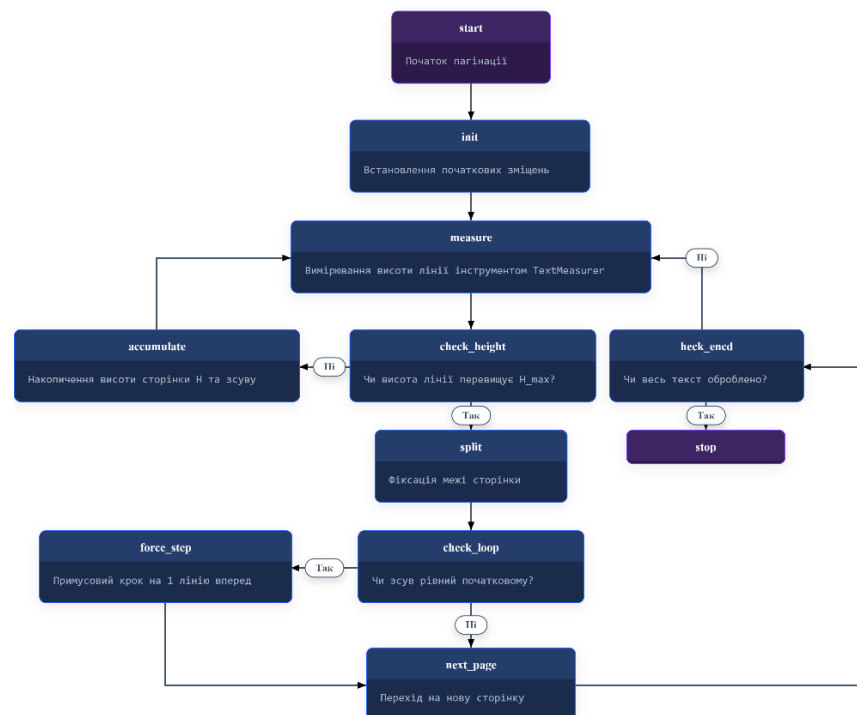 start
Початок пагінації
init
Встановлення початкових зміщень
measure
Вимірювання висоти лінії інструментом TextMeasurer
Ні
accumulate
Накопичення висоти сторінки H та зсуву
Ні
check_height
Чи висота лінії перевищує H_max?
heck_encd
Чи весь текст оброблено?
Так
Так
split
Фіксація межі сторінки
stop
force_step
Примусовий крок на 1 лінію вперед
Так
check_loop
Чи зсув рівний початковому?
Ні
next_page
Перехід на нову сторінку